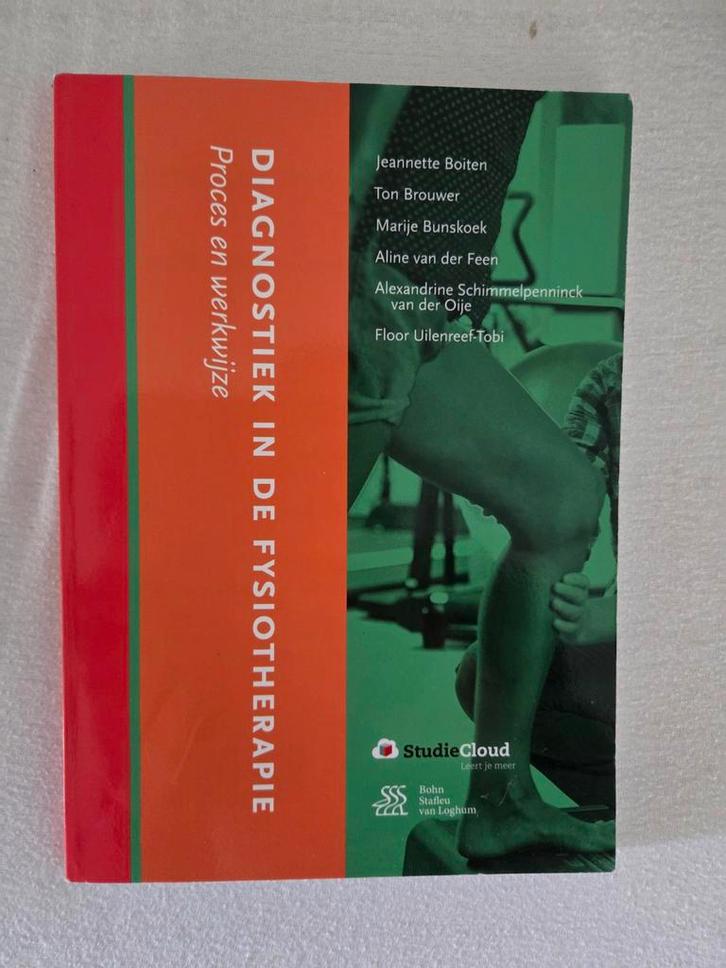 DIAGNOSTIEK IN DE FYSIOTHERAPIE
Proces en werkwijze
Jeannette Boiten
Ton Brouwer
Marije Bunskoek
Aline van der Feen
Alexandrine Schimmelpenninck
van der Oije
Floor Uilenreef-Tobi
StudieCloud
Leert je meer
Bohn
Stafleu
van Loghum